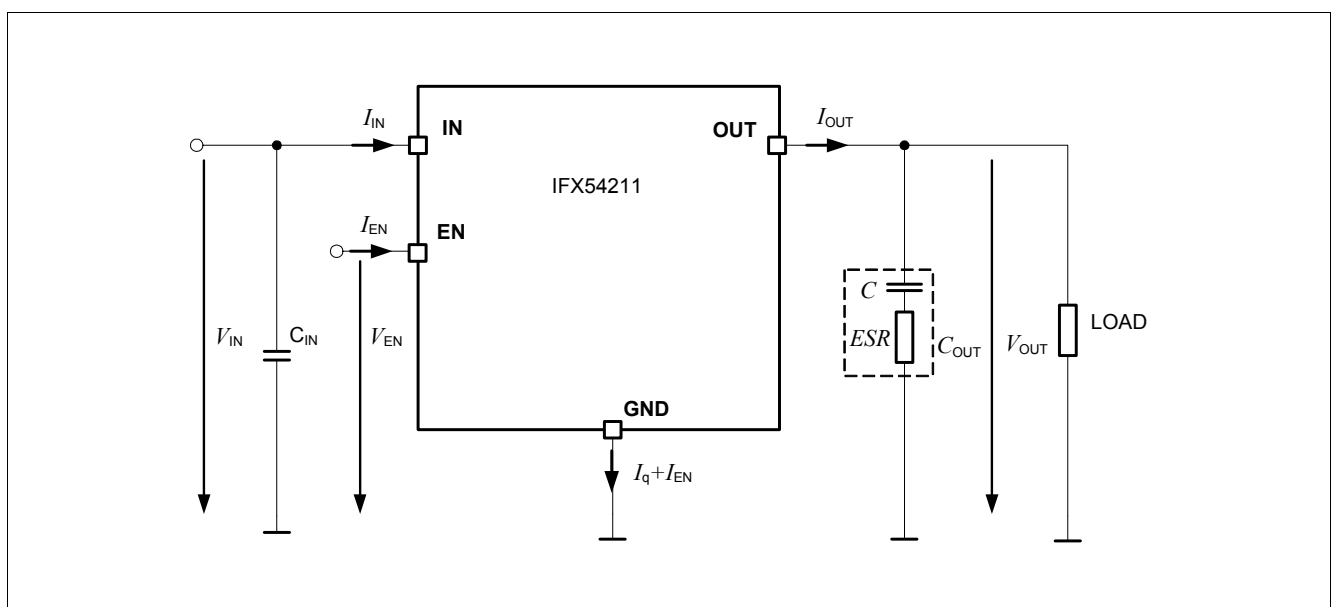 I_IN
IN
OUT
I_OUT
IFX54211
I_EN
EN
V_IN
C_IN
V_EN
C
ESR
C_OUT
V_OUT
LOAD
GND
I_q+I_EN